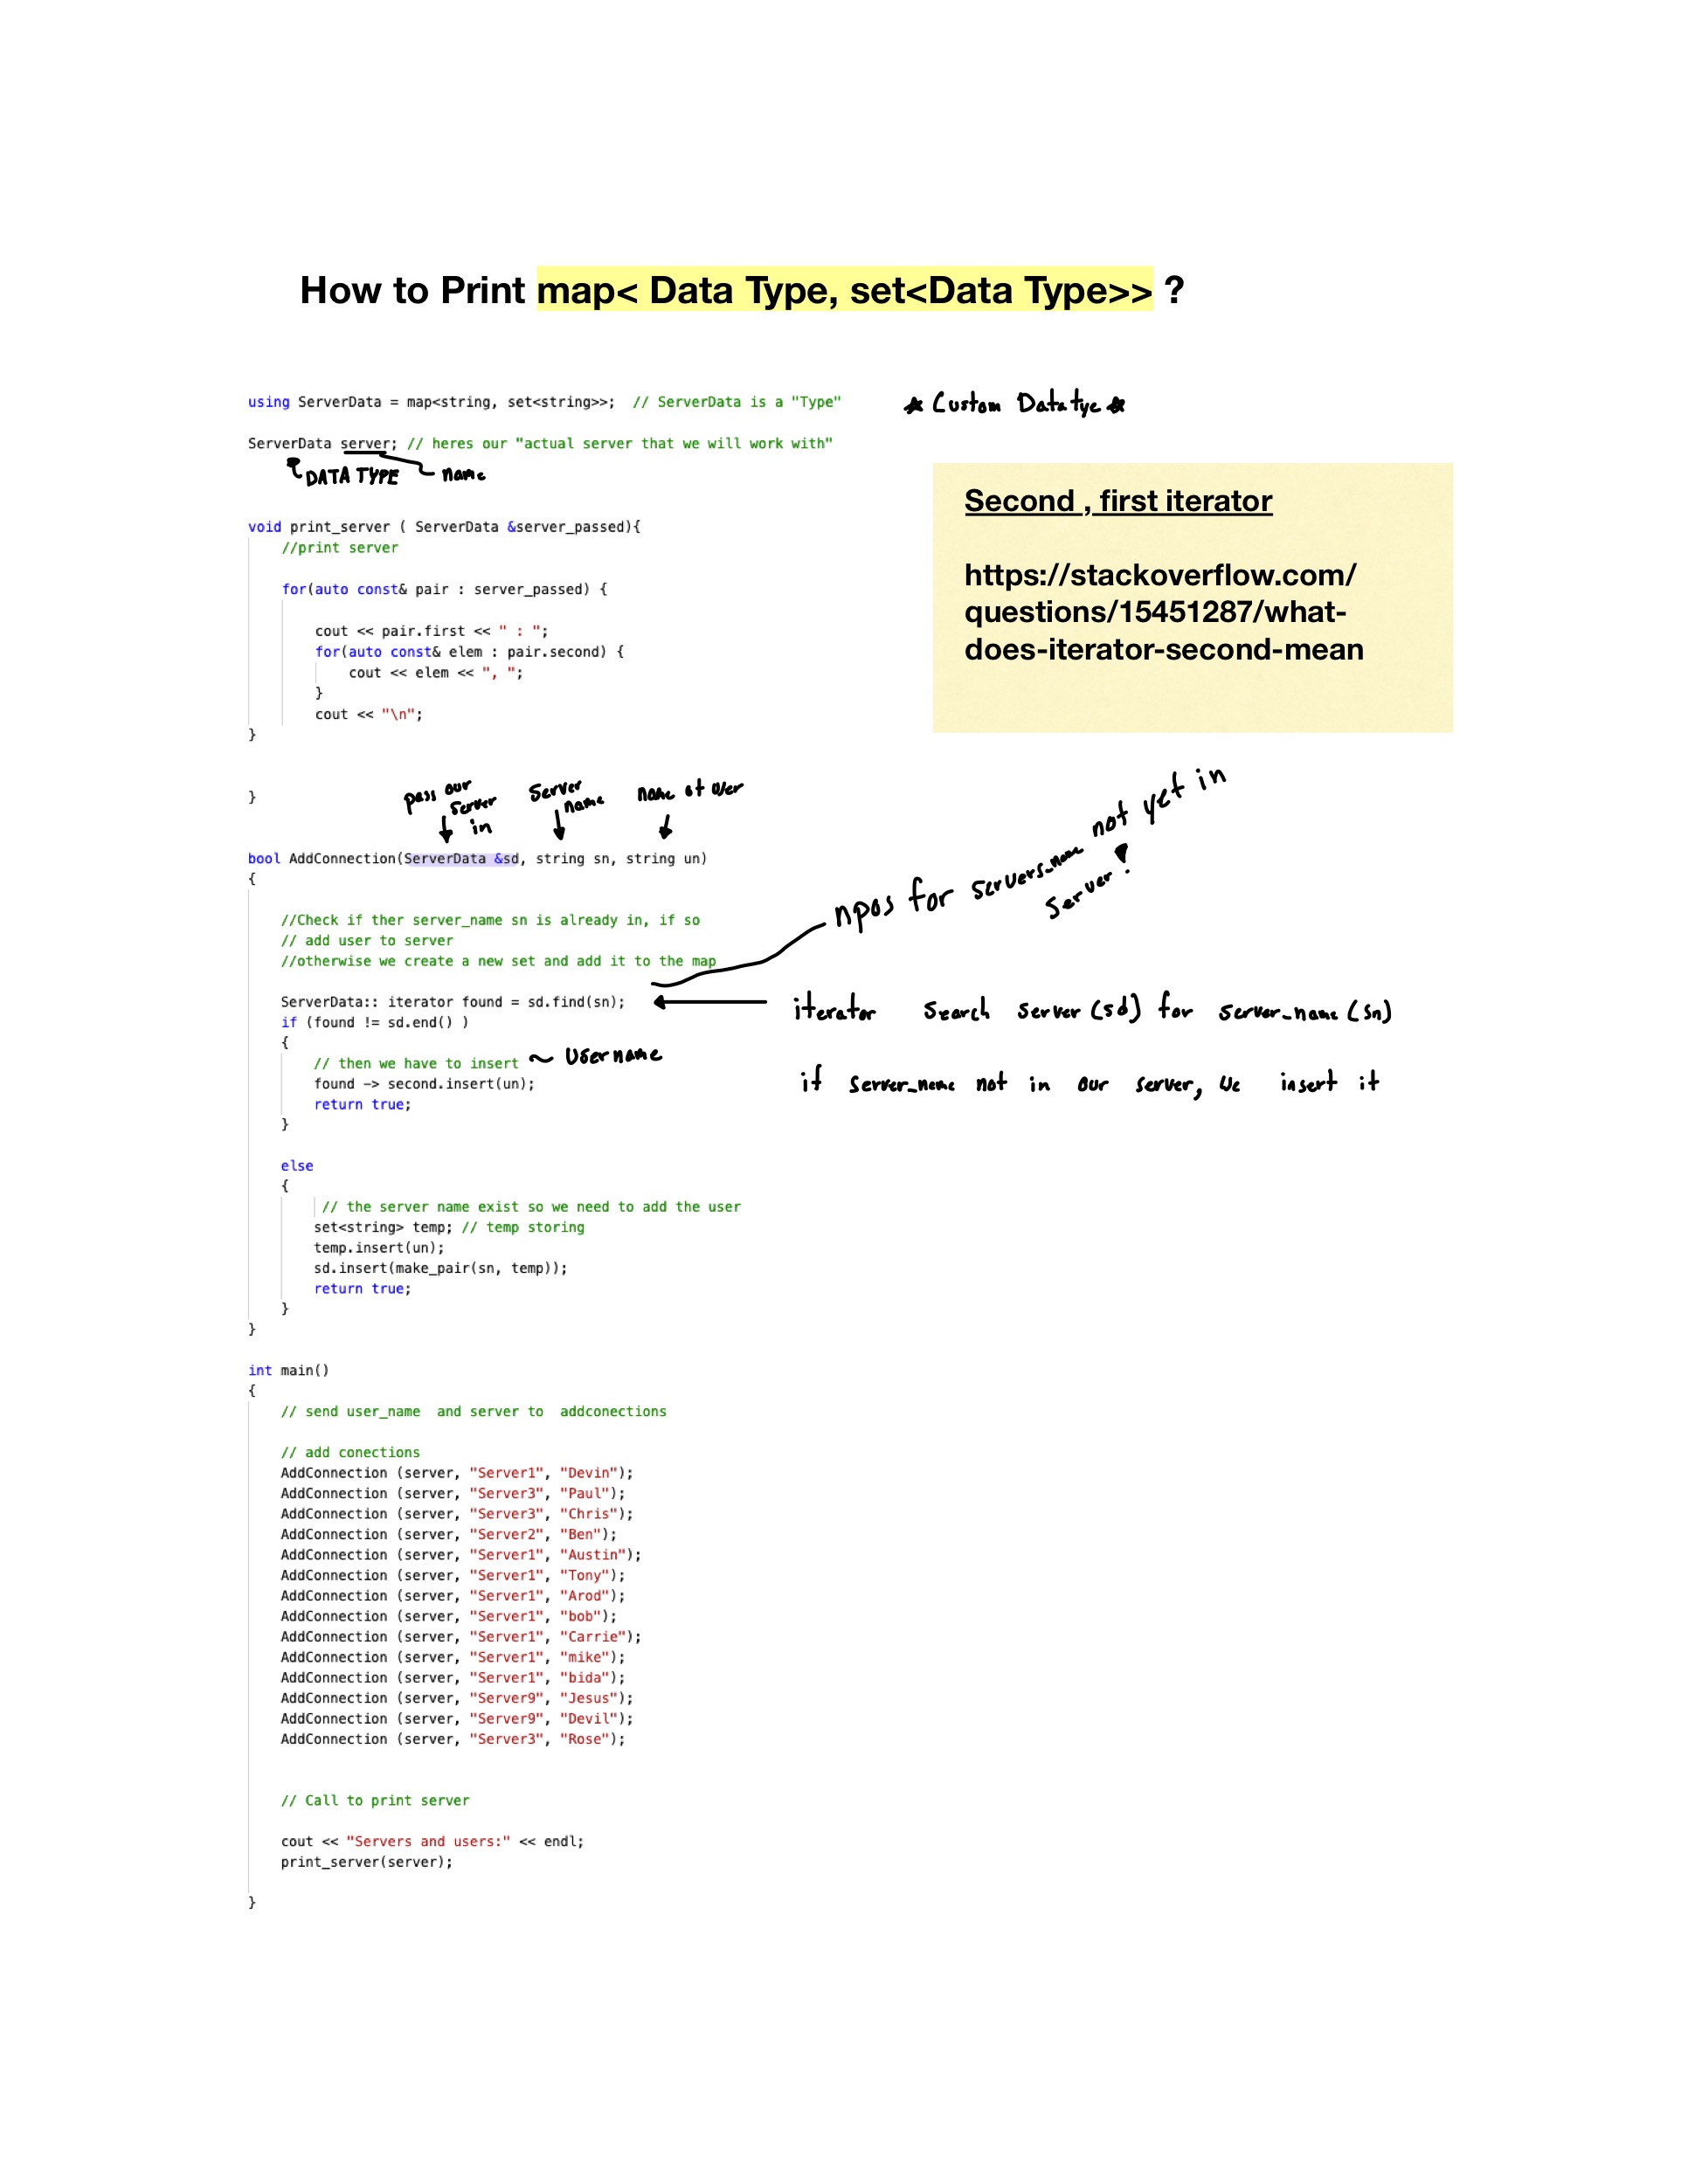 How to Print map< Data Type, set<Data Type>> ?
using ServerData = map<string, set<string>>;  // ServerData is a "Type"
★ Custom Datatye ★
ServerData server; // heres our "actual server that we will work with"
DATA TYPE
name
Second , first iterator
https://stackoverflow.com/
questions/15451287/what-
does-iterator-second-mean
void print_server ( ServerData &server_passed){
//print server
for(auto const& pair : server_passed) {
cout << pair.first << " : ";
for(auto const& elem : pair.second) {
cout << elem << ", ";
}
cout << "\n";
}
}
pass our
server
in
Server
name
name of user
bool AddConnection(ServerData &sd, string sn, string un)
{
//Check if ther server_name sn is already in, if so
// add user to server
//otherwise we create a new set and add it to the map
npos for servers_name not yet in
server!
ServerData:: iterator found = sd.find(sn);
iterator search server (sd) for server_name (sn)
if (found != sd.end() )
{
// then we have to insert
~ Username
found -> second.insert(un);
if server_name not in our server, we insert it
return true;
}
else
{
// the server name exist so we need to add the user
set<string> temp; // temp storing
temp.insert(un);
sd.insert(make_pair(sn, temp));
return true;
}
}
int main()
{
// send user_name  and server to  addconections
// add conections
AddConnection (server, "Server1", "Devin");
AddConnection (server, "Server3", "Paul");
AddConnection (server, "Server3", "Chris");
AddConnection (server, "Server2", "Ben");
AddConnection (server, "Server1", "Austin");
AddConnection (server, "Server1", "Tony");
AddConnection (server, "Server1", "Arod");
AddConnection (server, "Server1", "bob");
AddConnection (server, "Server1", "Carrie");
AddConnection (server, "Server1", "mike");
AddConnection (server, "Server1", "bida");
AddConnection (server, "Server9", "Jesus");
AddConnection (server, "Server9", "Devil");
AddConnection (server, "Server3", "Rose");
// Call to print server
cout << "Servers and users:" << endl;
print_server(server);
}